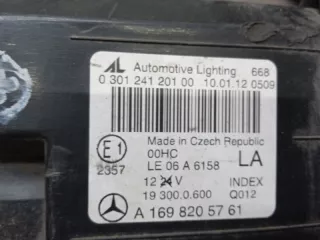 AL Automotive Lighting 668
0 301 241 201 00 10.01.12 0509
Made in Czech Republic
E1 00HC LA
2357 LE 06 A 6158
12 24 V INDEX
19 300.0.600 Q012
A 169 820 57 61